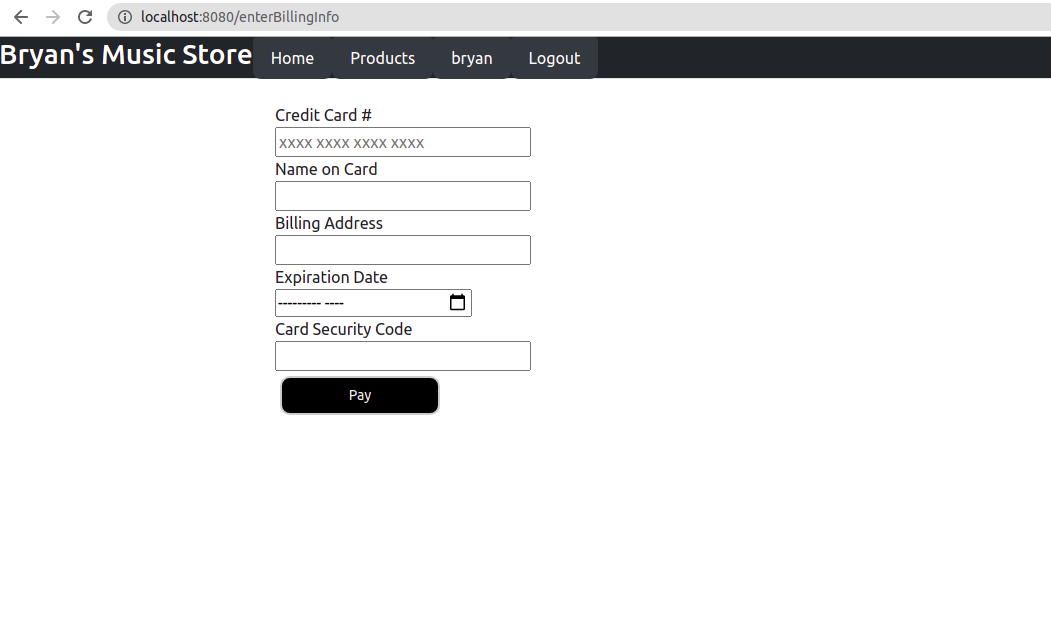 localhost:8080/enterBillingInfo
Bryan's Music Store Home Products bryan Logout
Credit Card #
xxxx xxxx xxxx xxxx
Name on Card
Billing Address
Expiration Date
--------- ----
Card Security Code
Pay